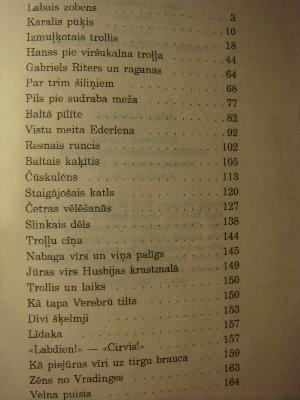 Labais zobens . . . . . . . . . . . 3
Karalis pūķis . . . . . . . . . . . 10
Izmuļķotais trollis . . . . . . . . . . . 18
Hanss pie viršukalna troļļa . . . . . . . 44
Gabriels Riters un raganas . . . . . . . 64
Par trim šiliņiem . . . . . . . . . . . 68
Pils pie sudraba meža . . . . . . . . . 77
Baltā pīlīte . . . . . . . . . . . 82
Vistu meita Ederlena . . . . . . . . . 92
Resnais runcis . . . . . . . . . . . 102
Baltais kaķītis . . . . . . . . . . . 105
Čūskulēns . . . . . . . . . . . 113
Staigājošais katls . . . . . . . . . . . 120
Četras vēlēšanās . . . . . . . . . . . 127
Slinkais dēls . . . . . . . . . . . 138
Troļļu cīņa . . . . . . . . . . . 144
Nabaga vīrs un viņa palīgs . . . . . . . 145
Jūras vīrs Husbijas krastmalā . . . . . . 149
Trollis un laiks . . . . . . . . . . . 150
Kā tapa Verebrū tilts . . . . . . . . . 150
Divi šķelmji . . . . . . . . . . . 153
Līdaka . . . . . . . . . . . 157
«Labdien!» — «Cirvis!» . . . . . . . . . 157
Kā piejūras vīri uz tirgu brauca . . . . . 159
Zēns no Vradinges . . . . . . . . . . . 163
Velna puisis . . . . . . . . . . . 164